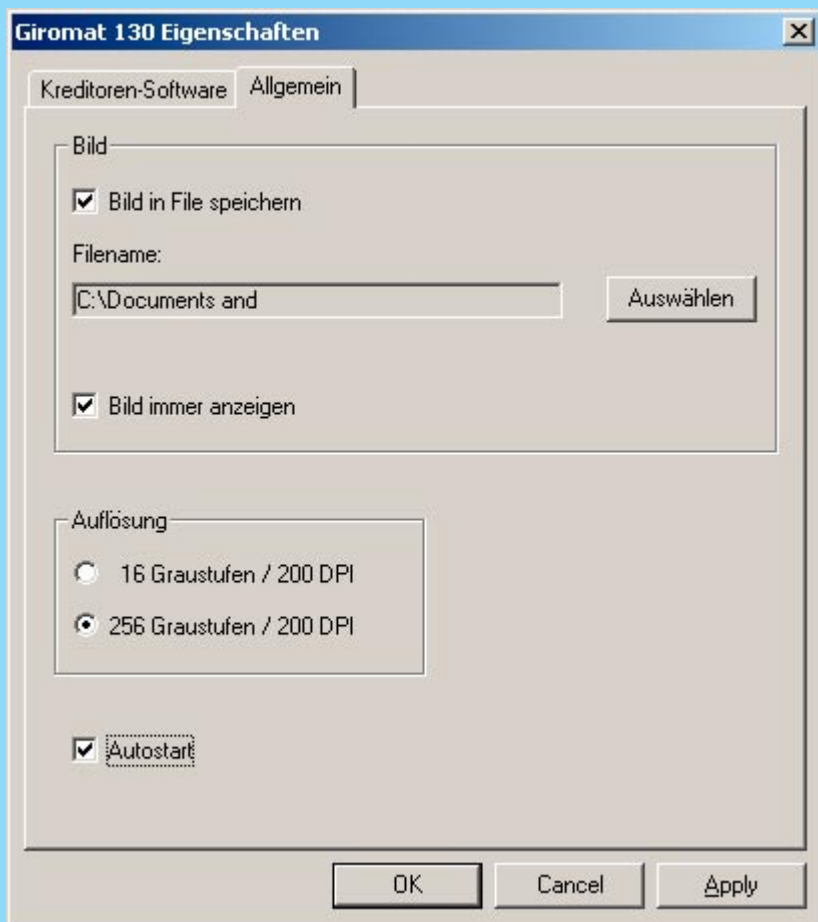 Giromat 130 Eigenschaften
Kreditoren-Software
Allgemein
Bild
Bild in File speichern
Filename:
C:\Documents and
Auswählen
Bild immer anzeigen
Auflösung
16 Graustufen / 200 DPI
256 Graustufen / 200 DPI
Autostart
OK
Cancel
Apply